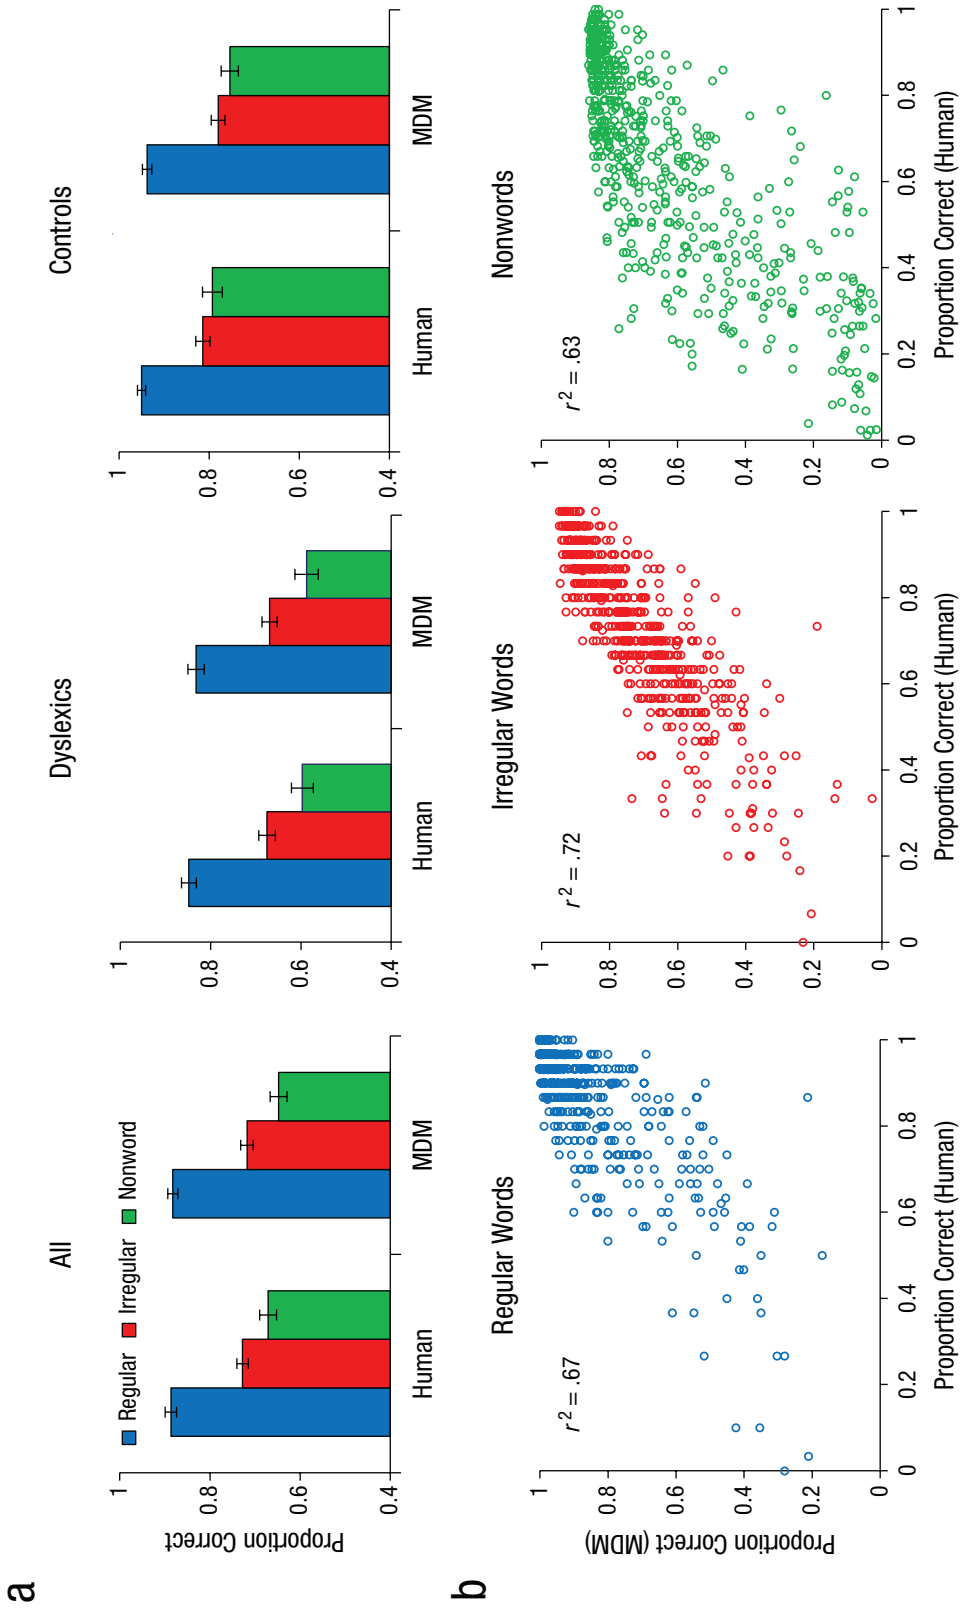 a
All
Dyslexics
Controls
Regular Irregular Nonword
Proportion Correct
1
0.8
0.6
0.4
Human
MDM
1
0.8
0.6
0.4
Human
MDM
1
0.8
0.6
0.4
Human
MDM
b
Regular Words
r² = .67
Proportion Correct (MDM)
1
0.8
0.6
0.4
0.2
0
0
0.2
0.4
0.6
0.8
1
Proportion Correct (Human)
Irregular Words
r² = .72
1
0.8
0.6
0.4
0.2
0
0
0.2
0.4
0.6
0.8
1
Proportion Correct (Human)
Nonwords
r² = .63
1
0.8
0.6
0.4
0.2
0
0
0.2
0.4
0.6
0.8
1
Proportion Correct (Human)